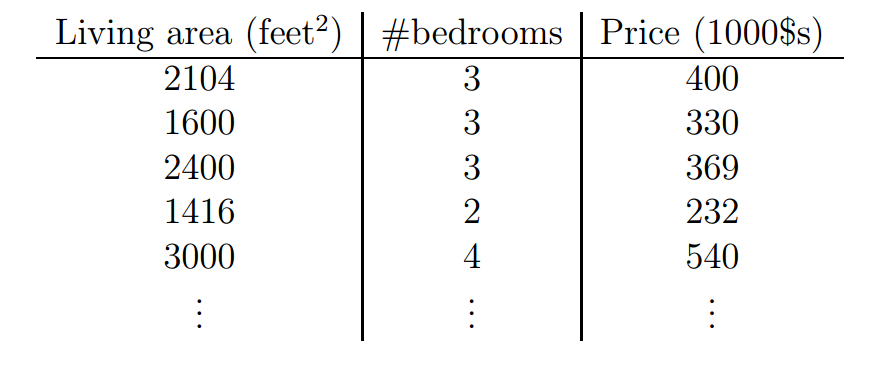 Living area (feet²) #bedrooms Price (1000$s)
2104 3 400
1600 3 330
2400 3 369
1416 2 232
3000 4 540
⋮ ⋮ ⋮